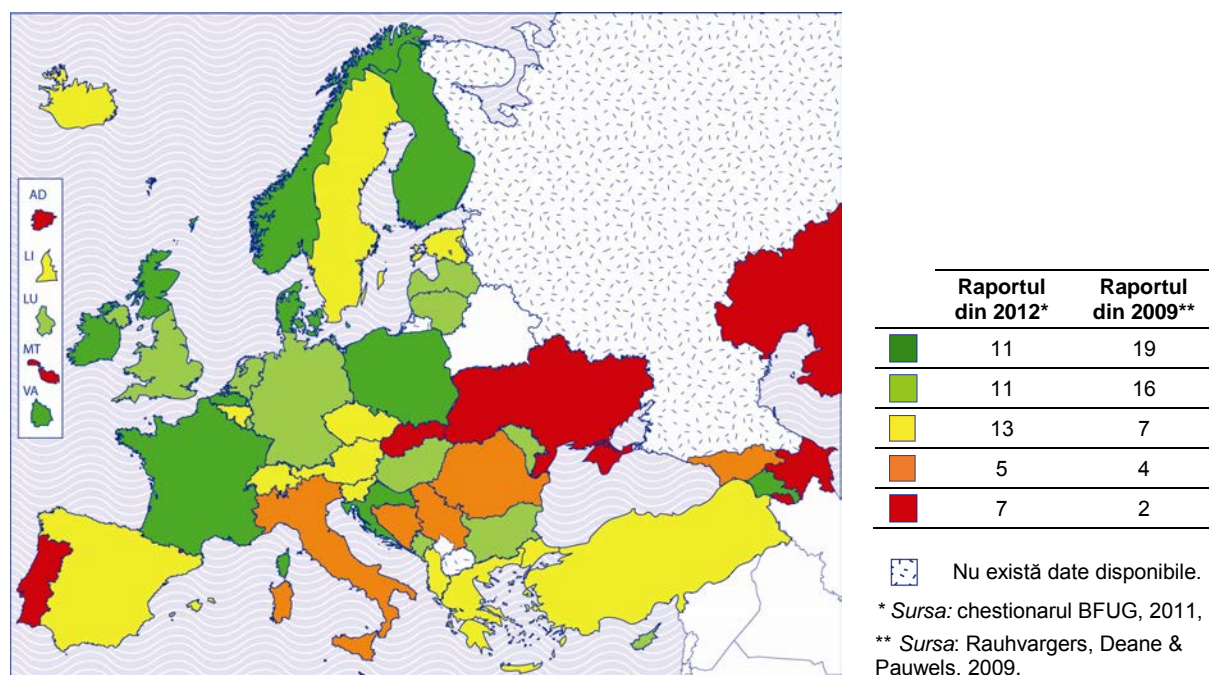 AD
LI
LU
MT
VA
Raportul din 2012* Raportul din 2009**
11 19
11 16
13 7
5 4
7 2
Nu există date disponibile.
* Sursa: chestionarul BFUG, 2011,
** Sursa: Rauhvargers, Deane &
Pauwels, 2009.